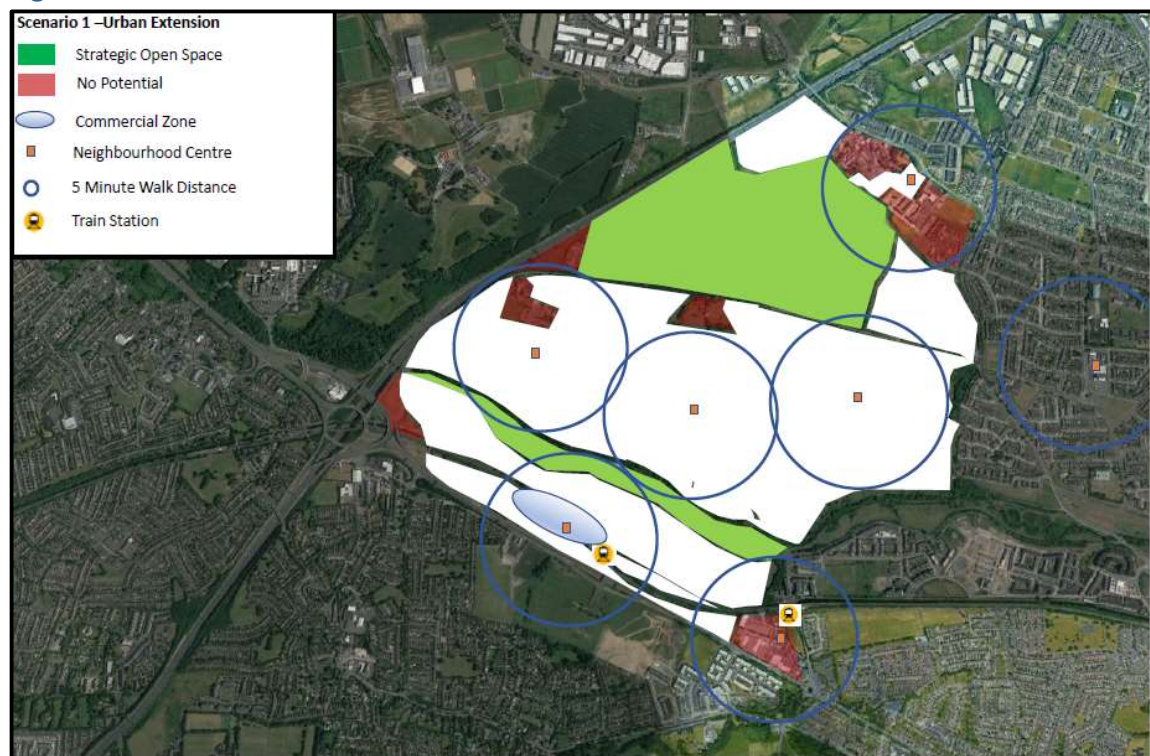 Scenario 1 –Urban Extension
Strategic Open Space
No Potential
Commercial Zone
Neighbourhood Centre
5 Minute Walk Distance
Train Station